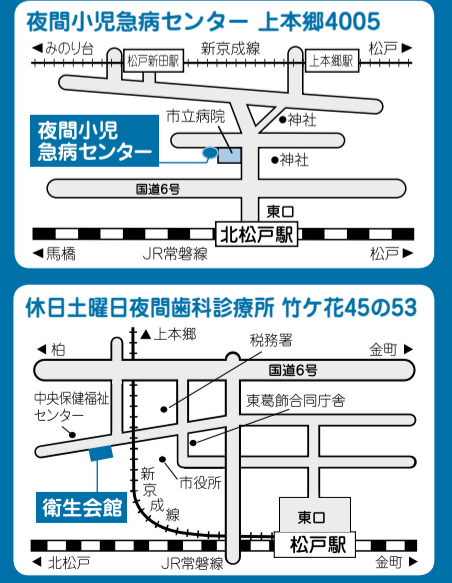 夜間小児急病センター 上本郷4005
◀みのり台
新京成線
松戸▶
松戸新田駅
上本郷駅
市立病院
●神社
夜間小児
急病センター
●神社
国道6号
東口
北松戸駅
◀馬橋
JR常磐線
松戸▶
休日土曜日夜間歯科診療所 竹ケ花45の53
▲上本郷
税務署
◀柏
金町▶
国道6号
中央保健福祉
センター
東葛飾合同庁舎
新京成線
市役所
衛生会館
東口
松戸駅
◀北松戸
JR常磐線
金町▶